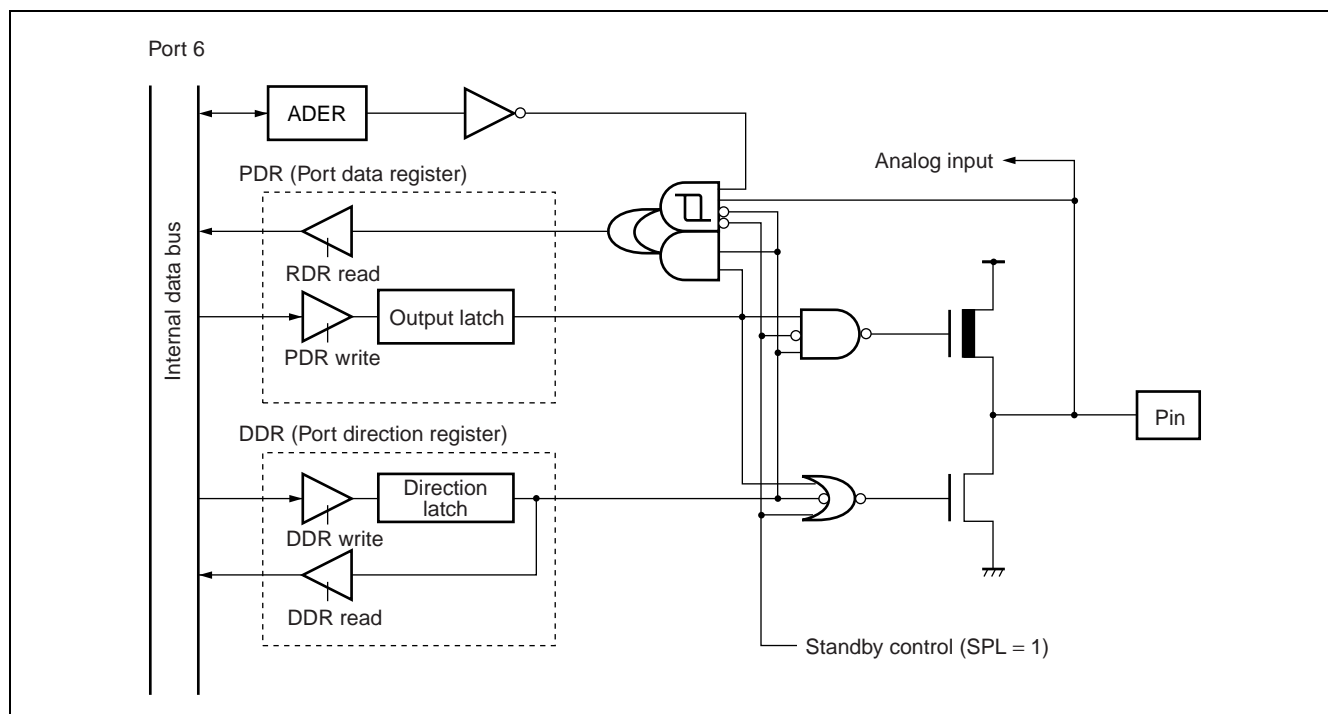 Port 6
ADER
Analog input
PDR (Port data register)
RDR read
Output latch
PDR write
Internal data bus
Pin
DDR (Port direction register)
Direction
latch
DDR write
DDR read
Standby control (SPL = 1)